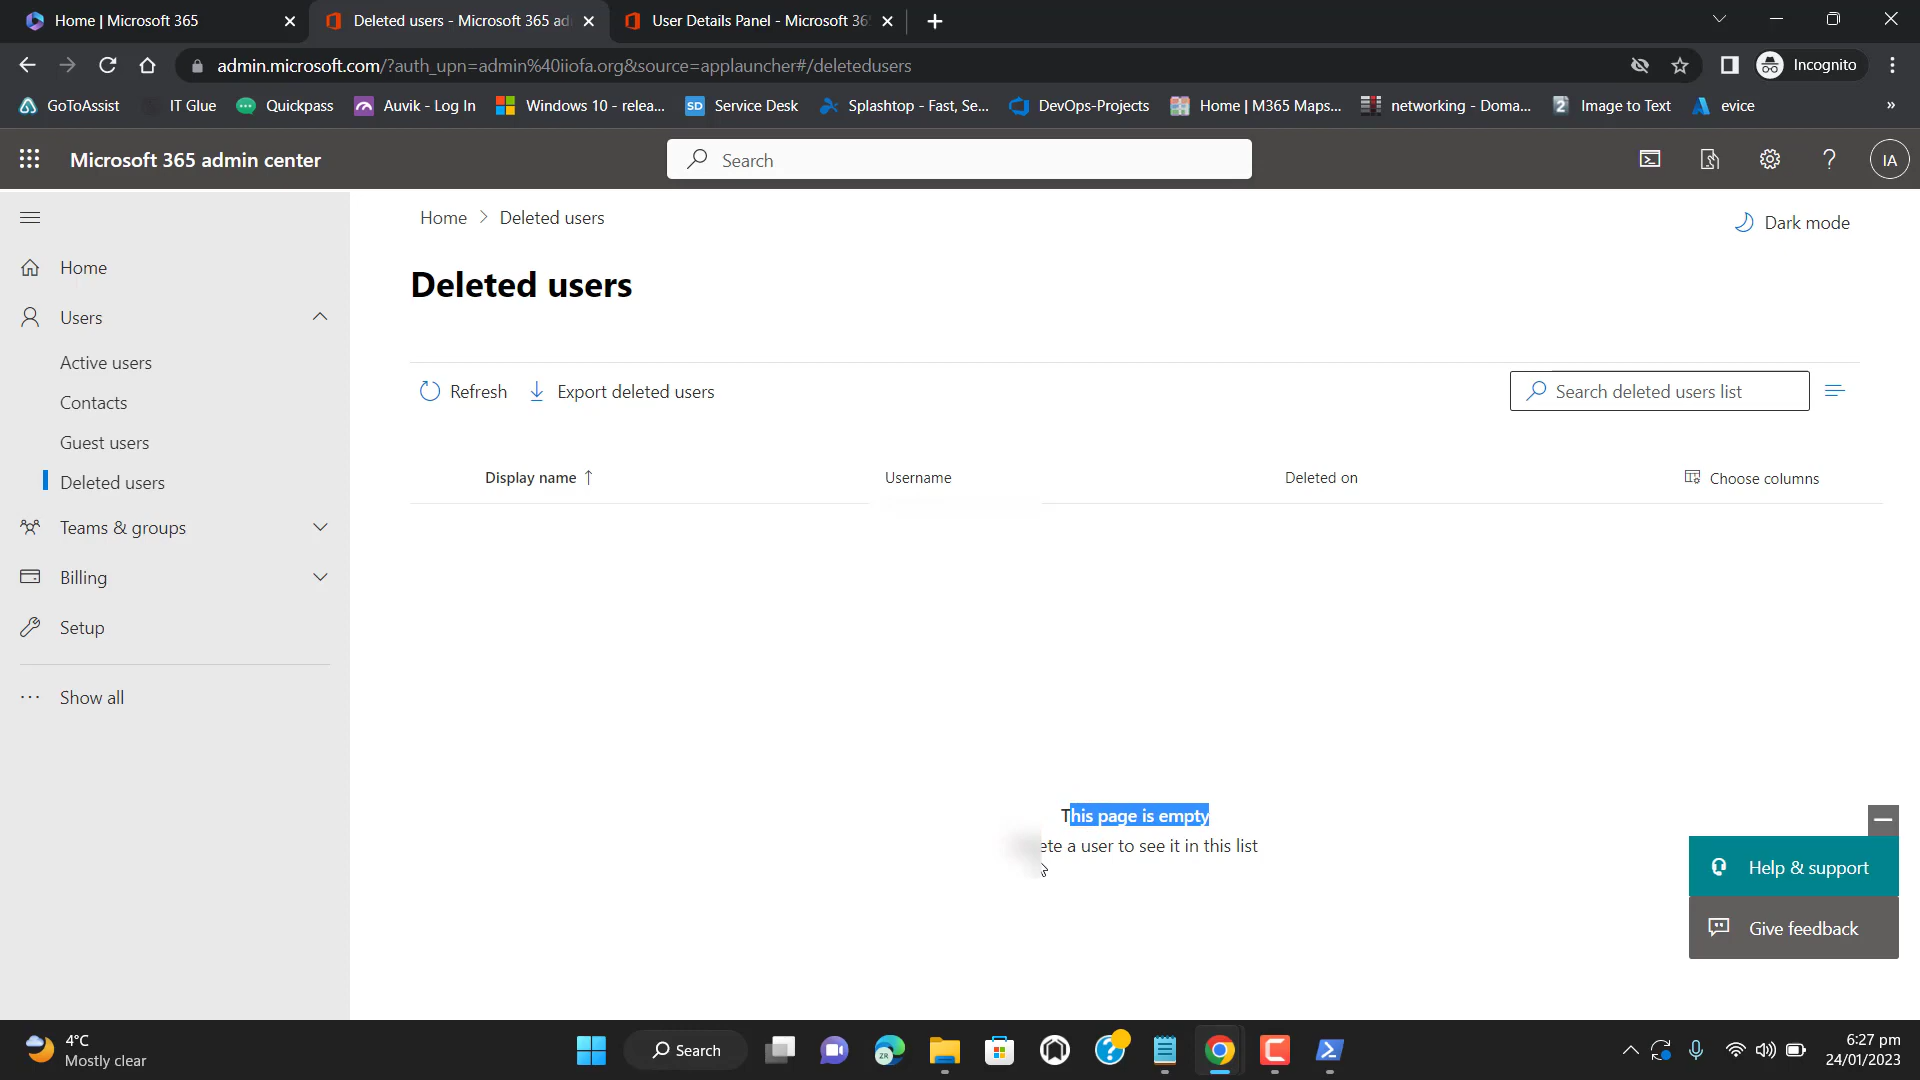 Home | Microsoft 365
Deleted users - Microsoft 365 ad
User Details Panel - Microsoft 36
admin.microsoft.com/?auth_upn=admin%40iiofa.org&source=applauncher#/deletedusers
Incognito
GoToAssist
IT Glue
Quickpass
Auvik - Log In
Windows 10 - relea...
SD
Service Desk
Splashtop - Fast, Se...
DevOps-Projects
Home | M365 Maps...
networking - Doma...
2
Image to Text
evice
»
Microsoft 365 admin center
Search
?
IA
Home
Users
Active users
Contacts
Guest users
Deleted users
Teams & groups
Billing
Setup
Show all
Home > Deleted users
Dark mode
Deleted users
Refresh
Export deleted users
Search deleted users list
Display name ↑
Username
Deleted on
Choose columns
This page is empty
ete a user to see it in this list
Help & support
Give feedback
4°C
Mostly clear
Search
ZR
6:27 pm
24/01/2023